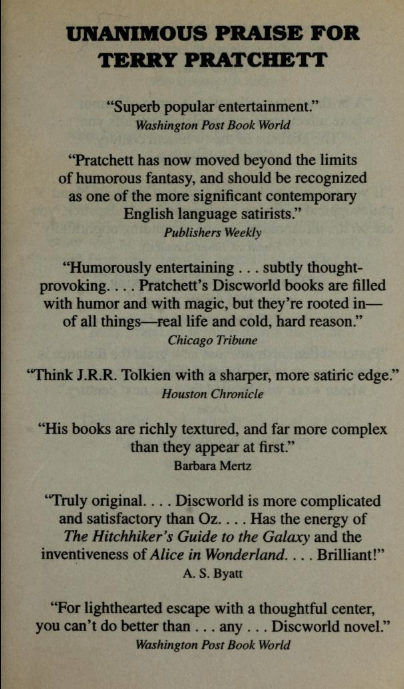 UNANIMOUS PRAISE FOR
TERRY PRATCHETT
“Superb popular entertainment.”
Washington Post Book World
“Pratchett has now moved beyond the limits
of humorous fantasy, and should be recognized
as one of the more significant contemporary
English language satirists.”
Publishers Weekly
“Humorously entertaining . . . subtly thought-
provoking. . . . Pratchett’s Discworld books are filled
with humor and with magic, but they’re rooted in—
of all things—real life and cold, hard reason.”
Chicago Tribune
“Think J.R.R. Tolkien with a sharper, more satiric edge.”
Houston Chronicle
“His books are richly textured, and far more complex
than they appear at first.”
Barbara Mertz
“Truly original. . . . Discworld is more complicated
and satisfactory than Oz. . . . Has the energy of
The Hitchhiker’s Guide to the Galaxy and the
inventiveness of Alice in Wonderland. . . . Brilliant!”
A. S. Byatt
“For lighthearted escape with a thoughtful center,
you can’t do better than . . . any . . . Discworld novel.”
Washington Post Book World